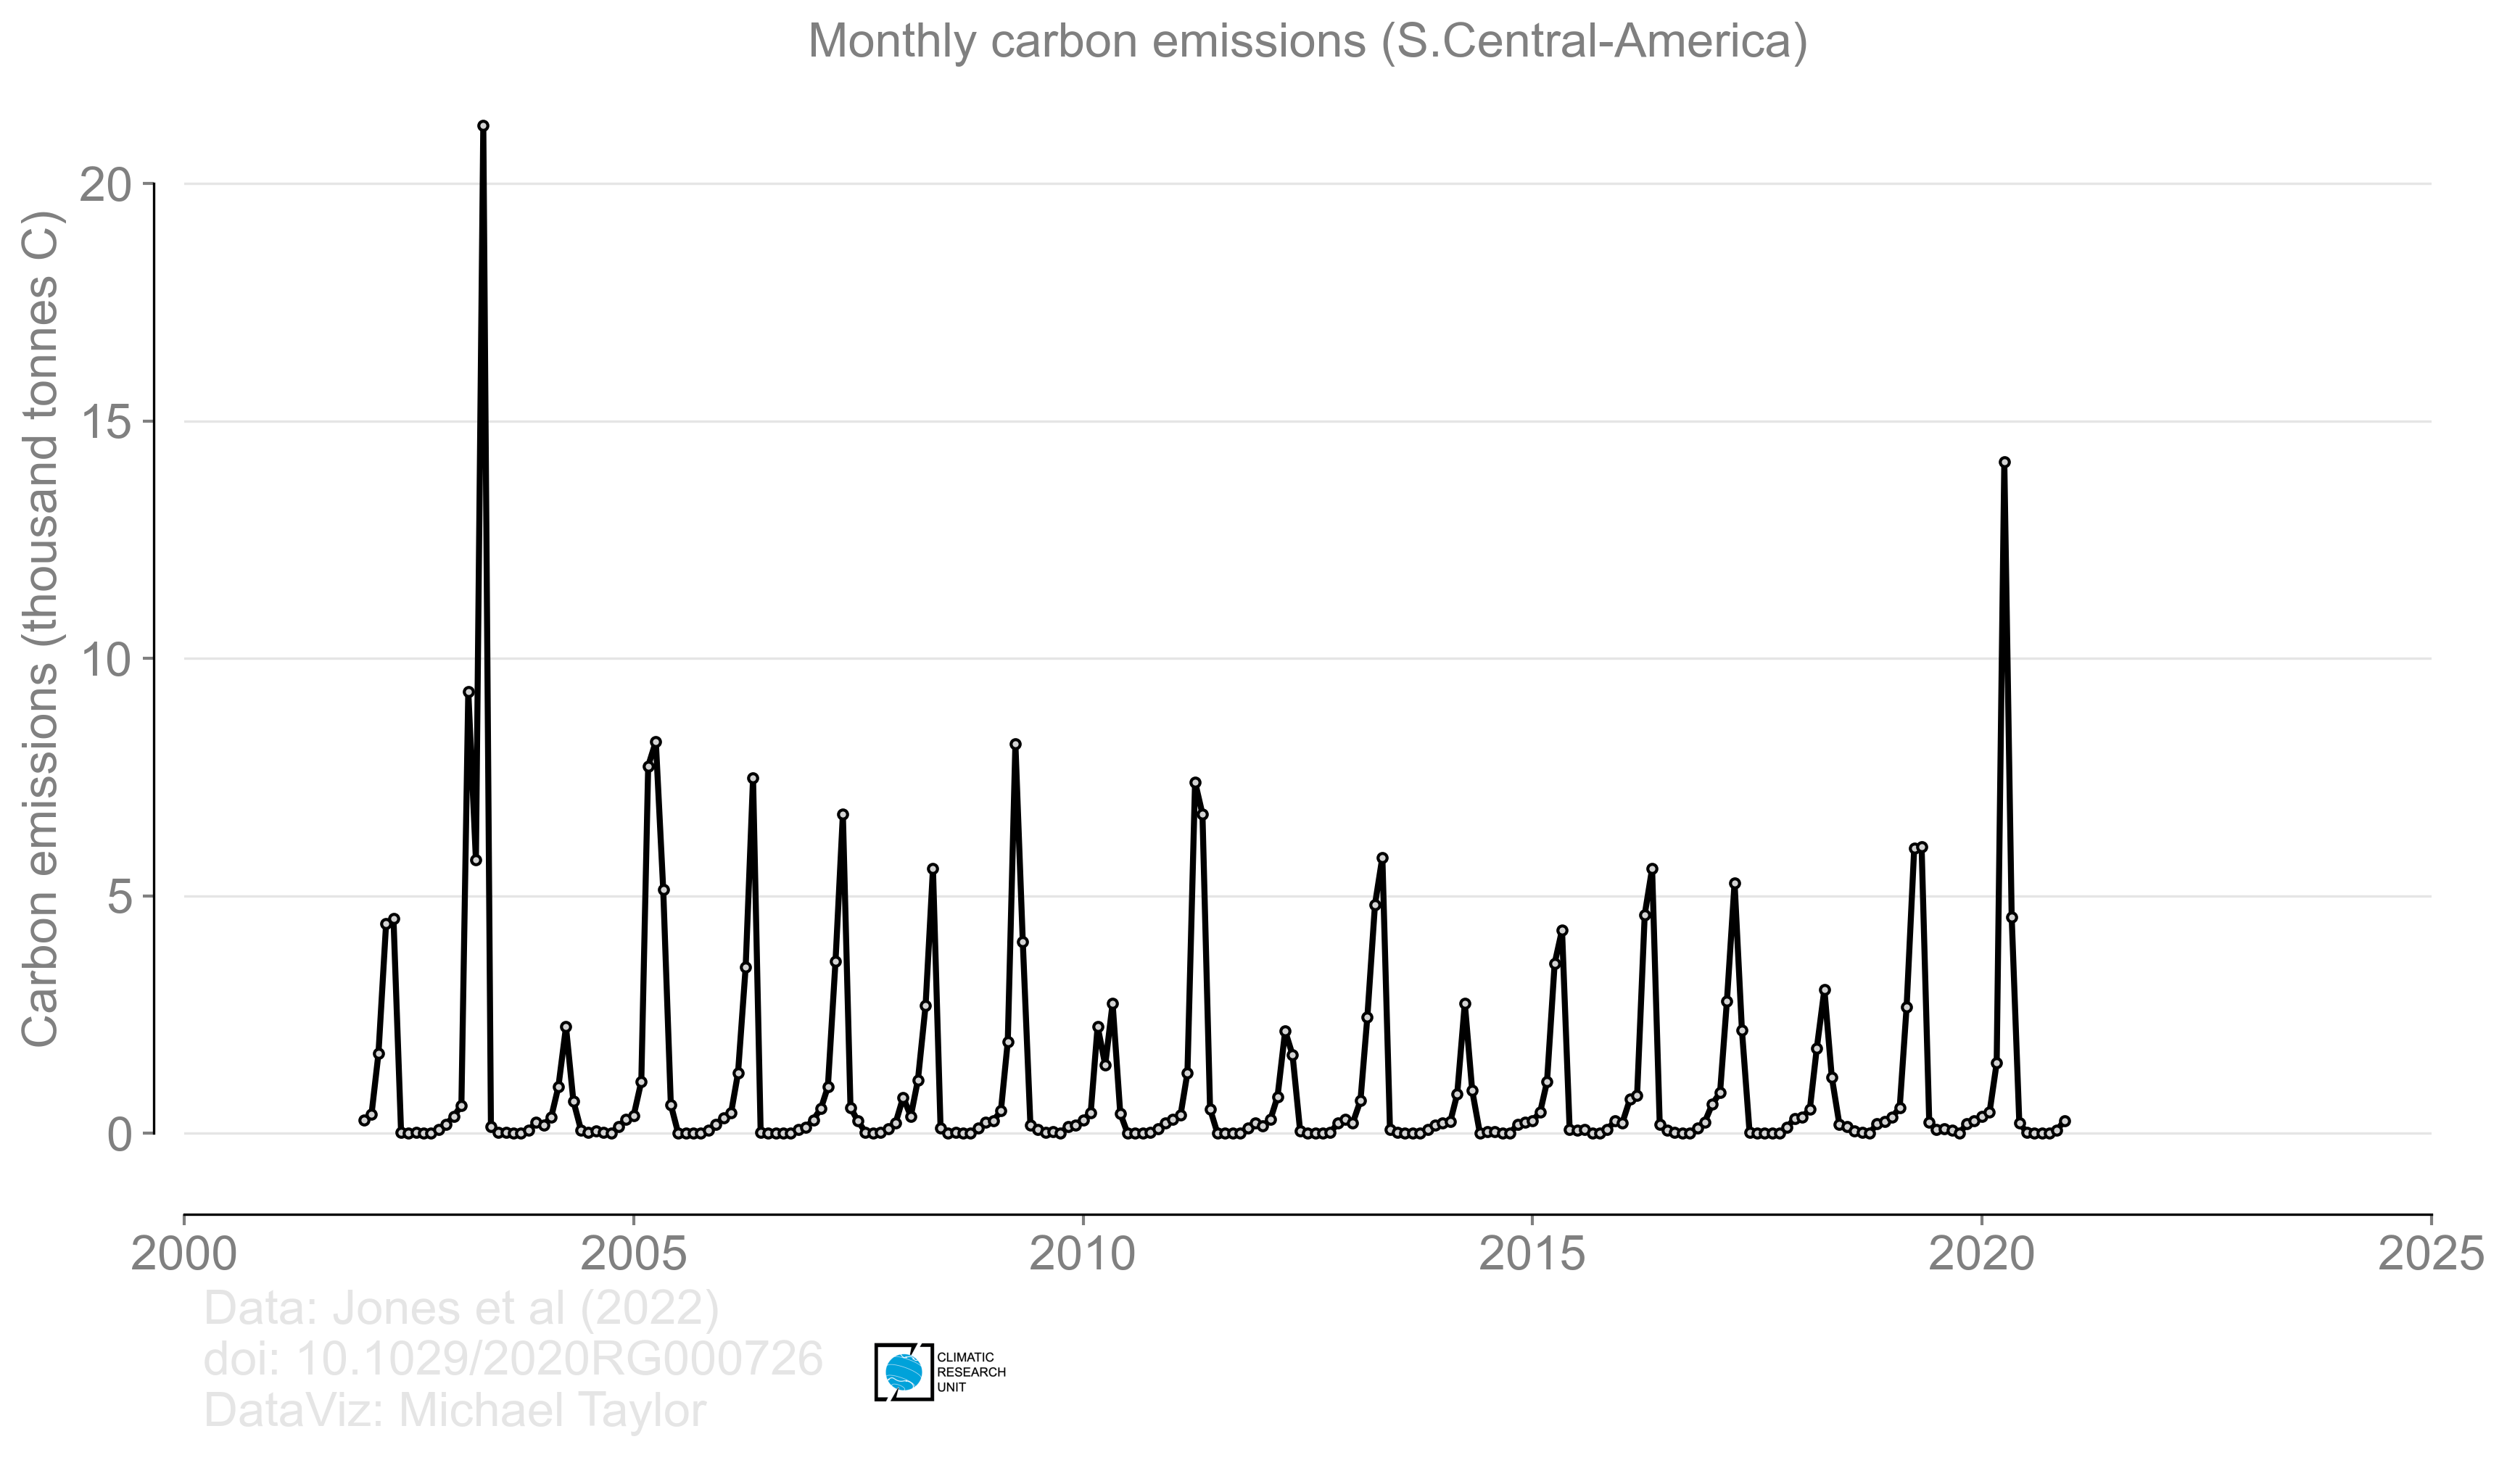 Monthly carbon emissions (S.Central-America)
Carbon emissions (thousand tonnes C)
20
15
10
5
0
2000 2005 2010 2015 2020 2025
Data: Jones et al (2022)
doi: 10.1029/2020RG000726
DataViz: Michael Taylor
CLIMATIC
RESEARCH
UNIT